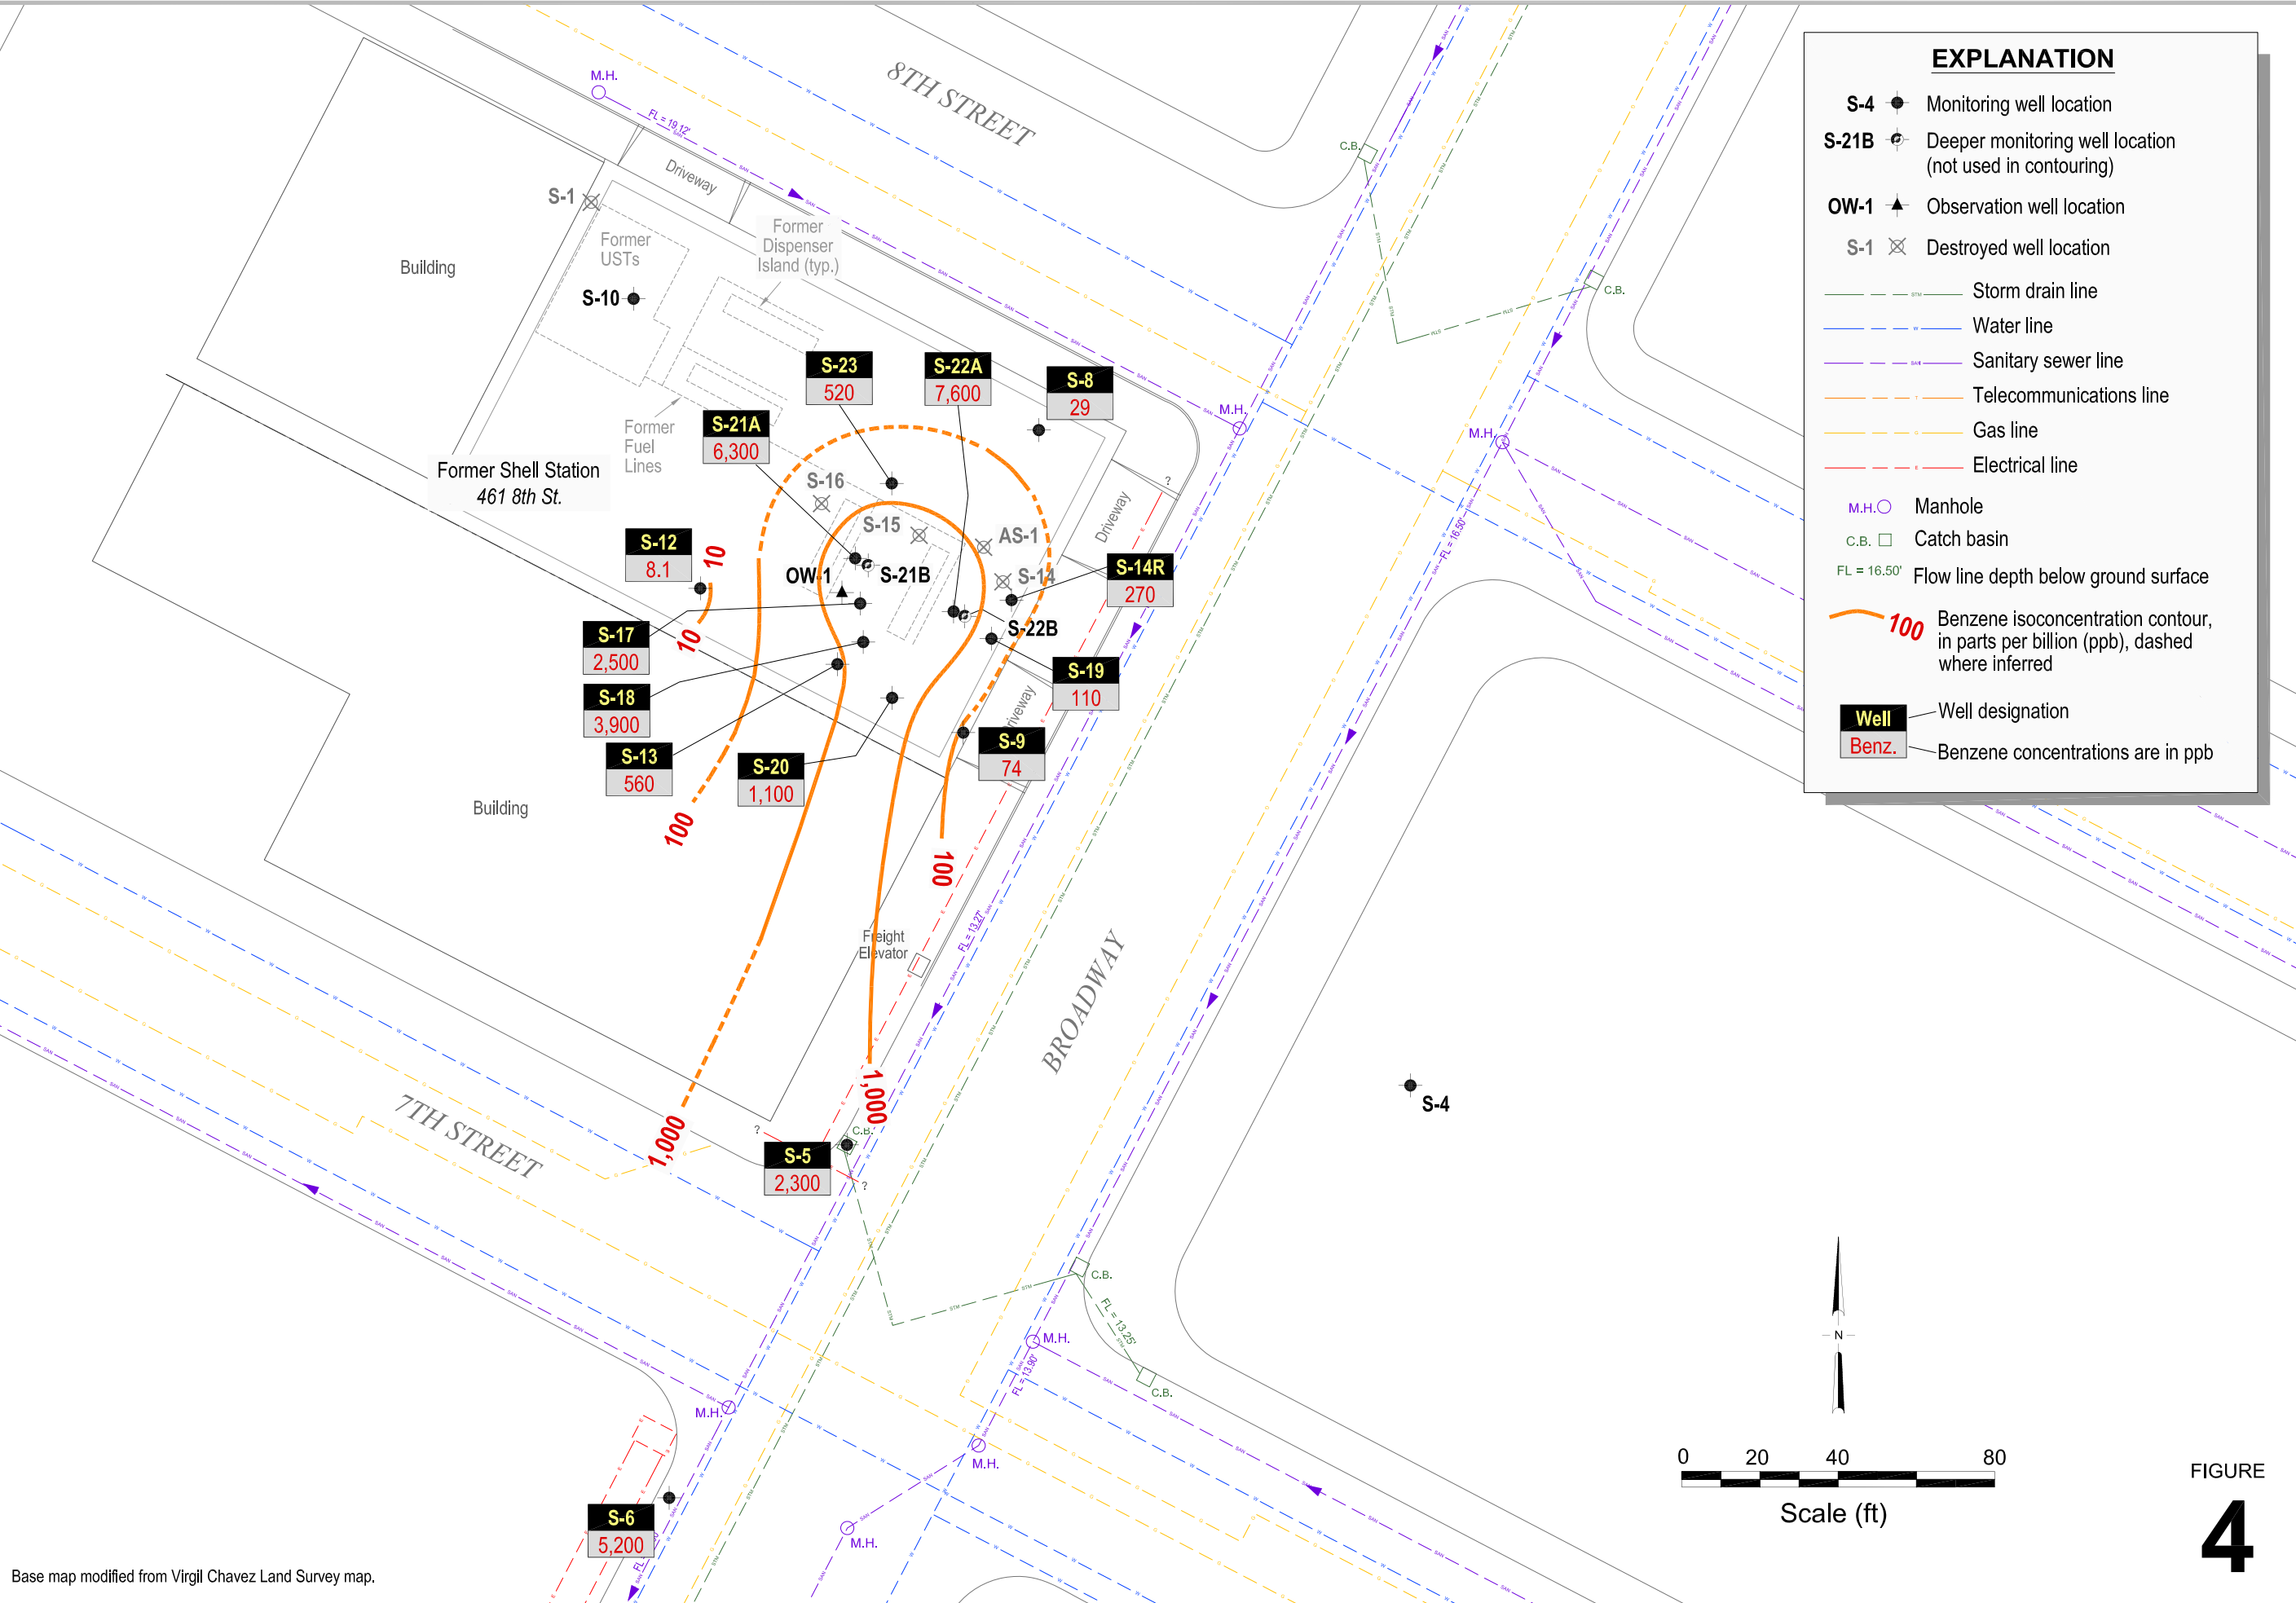 EXPLANATION
S-4 Monitoring well location
S-21B Deeper monitoring well location
(not used in contouring)
OW-1 Observation well location
S-1 Destroyed well location
STM Storm drain line
W Water line
SAN Sanitary sewer line
T Telecommunications line
G Gas line
E Electrical line
M.H. Manhole
C.B. Catch basin
FL = 16.50' Flow line depth below ground surface
100 Benzene isoconcentration contour,
in parts per billion (ppb), dashed
where inferred
Well Well designation
Benz. Benzene concentrations are in ppb
8TH STREET
M.H.
FL = 19.12'
Driveway
S-1
Former
USTs
S-10
Building
Former
Dispenser
Island (typ.)
C.B.
C.B.
S-23
520
S-22A
7,600
S-8
29
S-21A
6,300
M.H.
M.H.
Former
Fuel
Lines
Former Shell Station
461 8th St.
S-16
S-15
AS-1
S-14
?
Driveway
FL = 16.50'
S-12
8.1
10
10
OW-1
S-21B
S-14R
270
S-22B
S-17
2,500
S-19
110
S-18
3,900
Driveway
S-13
560
S-20
1,100
S-9
74
100
100
Building
Freight
Elevator
FL = 13.27'
BROADWAY
1,000
1,000
S-4
7TH STREET
?
C.B.
S-5
2,300
?
C.B.
FL = 13.25'
M.H.
FL = 13.90'
C.B.
M.H.
M.H.
M.H.
S-6
5,200
N
0 20 40 80
Scale (ft)
FIGURE
4
Base map modified from Virgil Chavez Land Survey map.